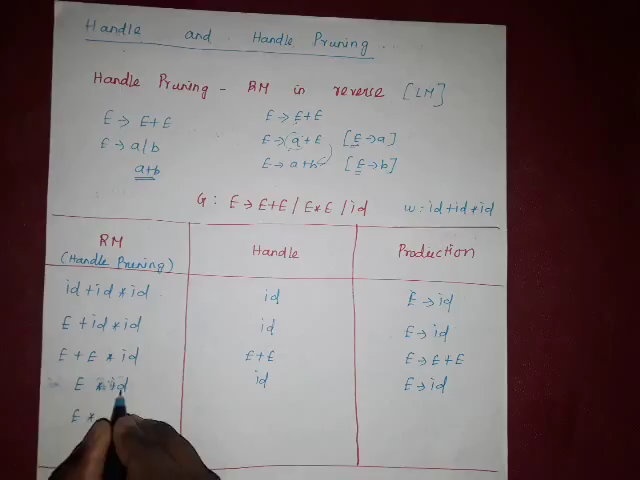 Handle and Handle Pruning
Handle Pruning - RM in reverse [LM]
E → E+E
E → a/b
a+b
E → E+E
E → a+E [E → a]
E → a+b [E → b]
G: E → E+E / E*E / id
w: id+id*id
RM (Handle Pruning) Handle Production
id+id*id id E → id
E+id*id id E → id
E+E*id E+E E → E+E
E*id id E → id
E*